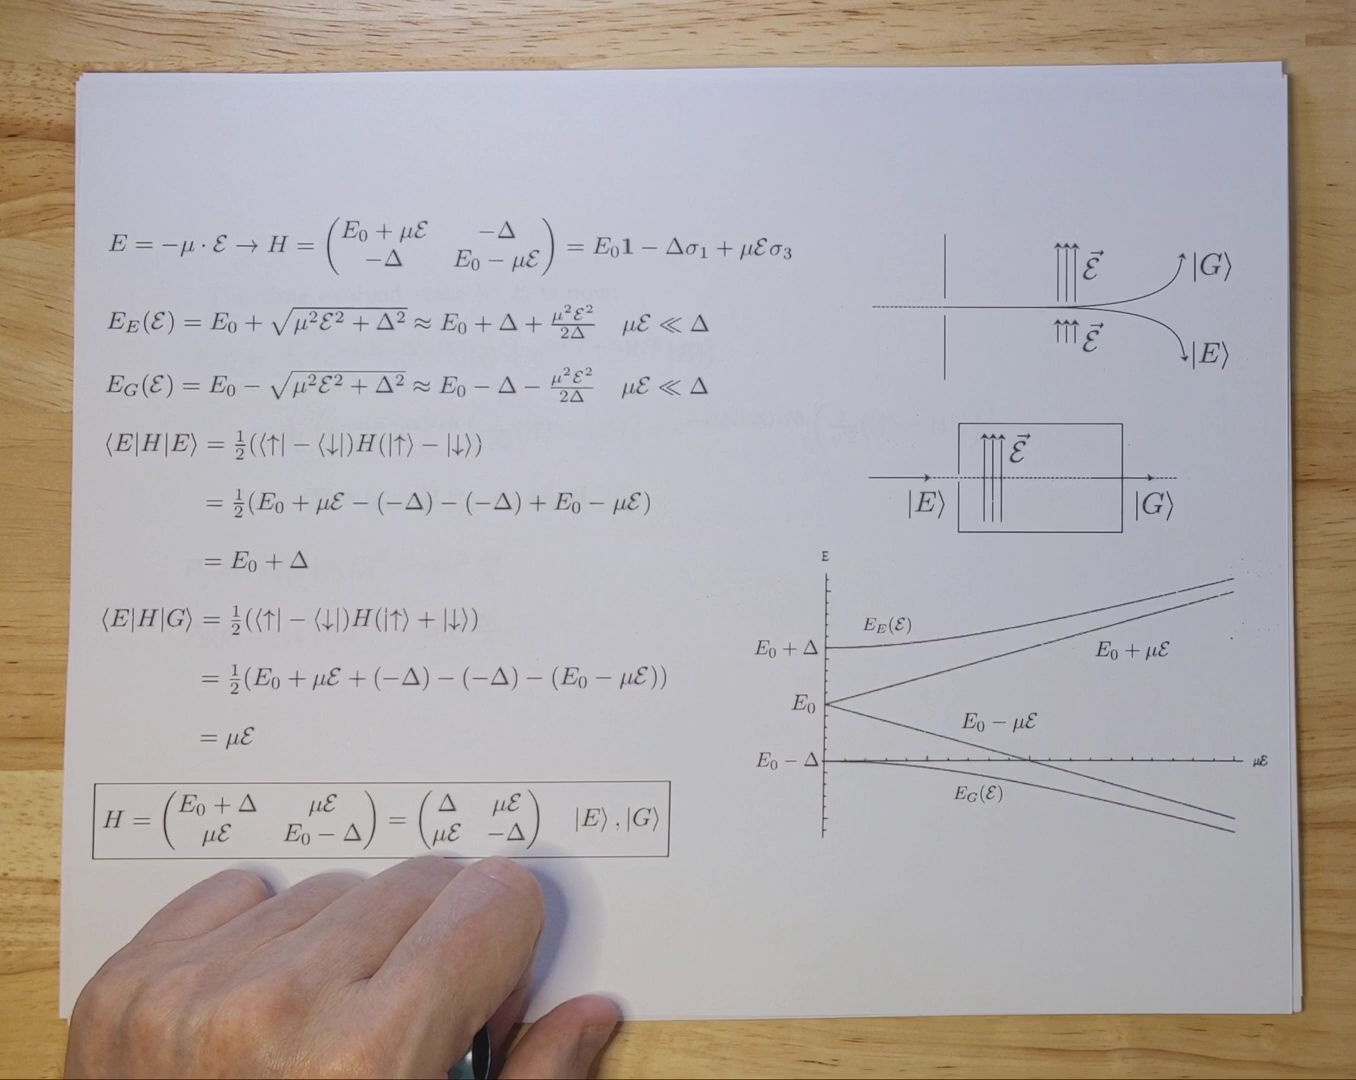 E = −μ · ℰ → H = (E₀ + μℰ  −Δ ; −Δ  E₀ − μℰ) = E₀𝟏 − Δσ₁ + μℰσ₃
E_E(ℰ) = E₀ + √(μ²ℰ² + Δ²) ≈ E₀ + Δ + μ²ℰ²/2Δ   μℰ ≪ Δ
E_G(ℰ) = E₀ − √(μ²ℰ² + Δ²) ≈ E₀ − Δ − μ²ℰ²/2Δ   μℰ ≪ Δ
⟨E|H|E⟩ = ½(⟨↑| − ⟨↓|)H(|↑⟩ − |↓⟩)
= ½(E₀ + μℰ − (−Δ) − (−Δ) + E₀ − μℰ)
= E₀ + Δ
⟨E|H|G⟩ = ½(⟨↑| − ⟨↓|)H(|↑⟩ + |↓⟩)
= ½(E₀ + μℰ + (−Δ) − (−Δ) − (E₀ − μℰ))
= μℰ
H = (E₀ + Δ  μℰ ; μℰ  E₀ − Δ) = (Δ  μℰ ; μℰ  −Δ)   |E⟩ , |G⟩
ℰ⃗
|G⟩
ℰ⃗
|E⟩
ℰ⃗
|E⟩
|G⟩
E
E_E(ℰ)
E₀ + Δ
E₀ + μℰ
E₀
E₀ − μℰ
E₀ − Δ
μℰ
E_G(ℰ)